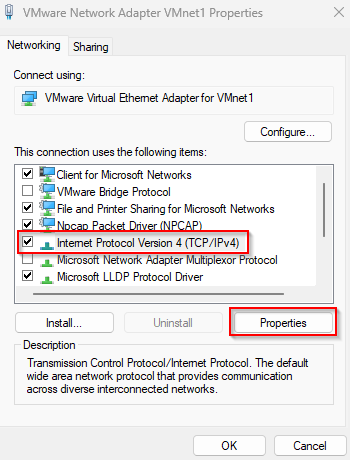 VMware Network Adapter VMnet1 Properties
Networking Sharing
Connect using:
VMware Virtual Ethernet Adapter for VMnet1
Configure...
This connection uses the following items:
Client for Microsoft Networks
VMware Bridge Protocol
File and Printer Sharing for Microsoft Networks
Npcap Packet Driver (NPCAP)
Internet Protocol Version 4 (TCP/IPv4)
Microsoft Network Adapter Multiplexor Protocol
Microsoft LLDP Protocol Driver
Install... Uninstall Properties
Description
Transmission Control Protocol/Internet Protocol. The default
wide area network protocol that provides communication
across diverse interconnected networks.
OK Cancel